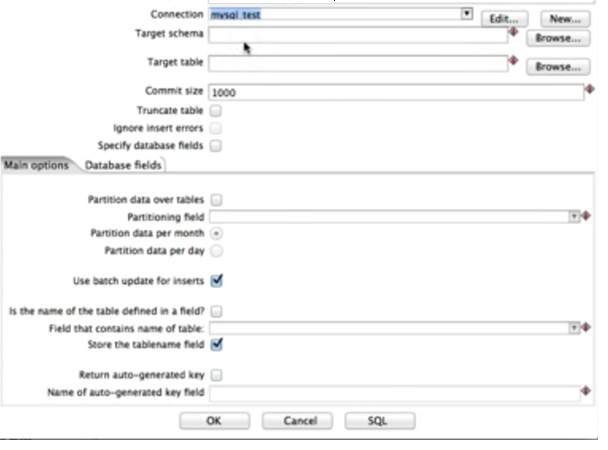 Connection mysql test Edit... New...
Target schema Browse...
Target table Browse...
Commit size 1000
Truncate table
Ignore insert errors
Specify database fields
Main options Database fields
Partition data over tables
Partitioning field
Partition data per month
Partition data per day
Use batch update for inserts
Is the name of the table defined in a field?
Field that contains name of table:
Store the tablename field
Return auto-generated key
Name of auto-generated key field
OK Cancel SQL